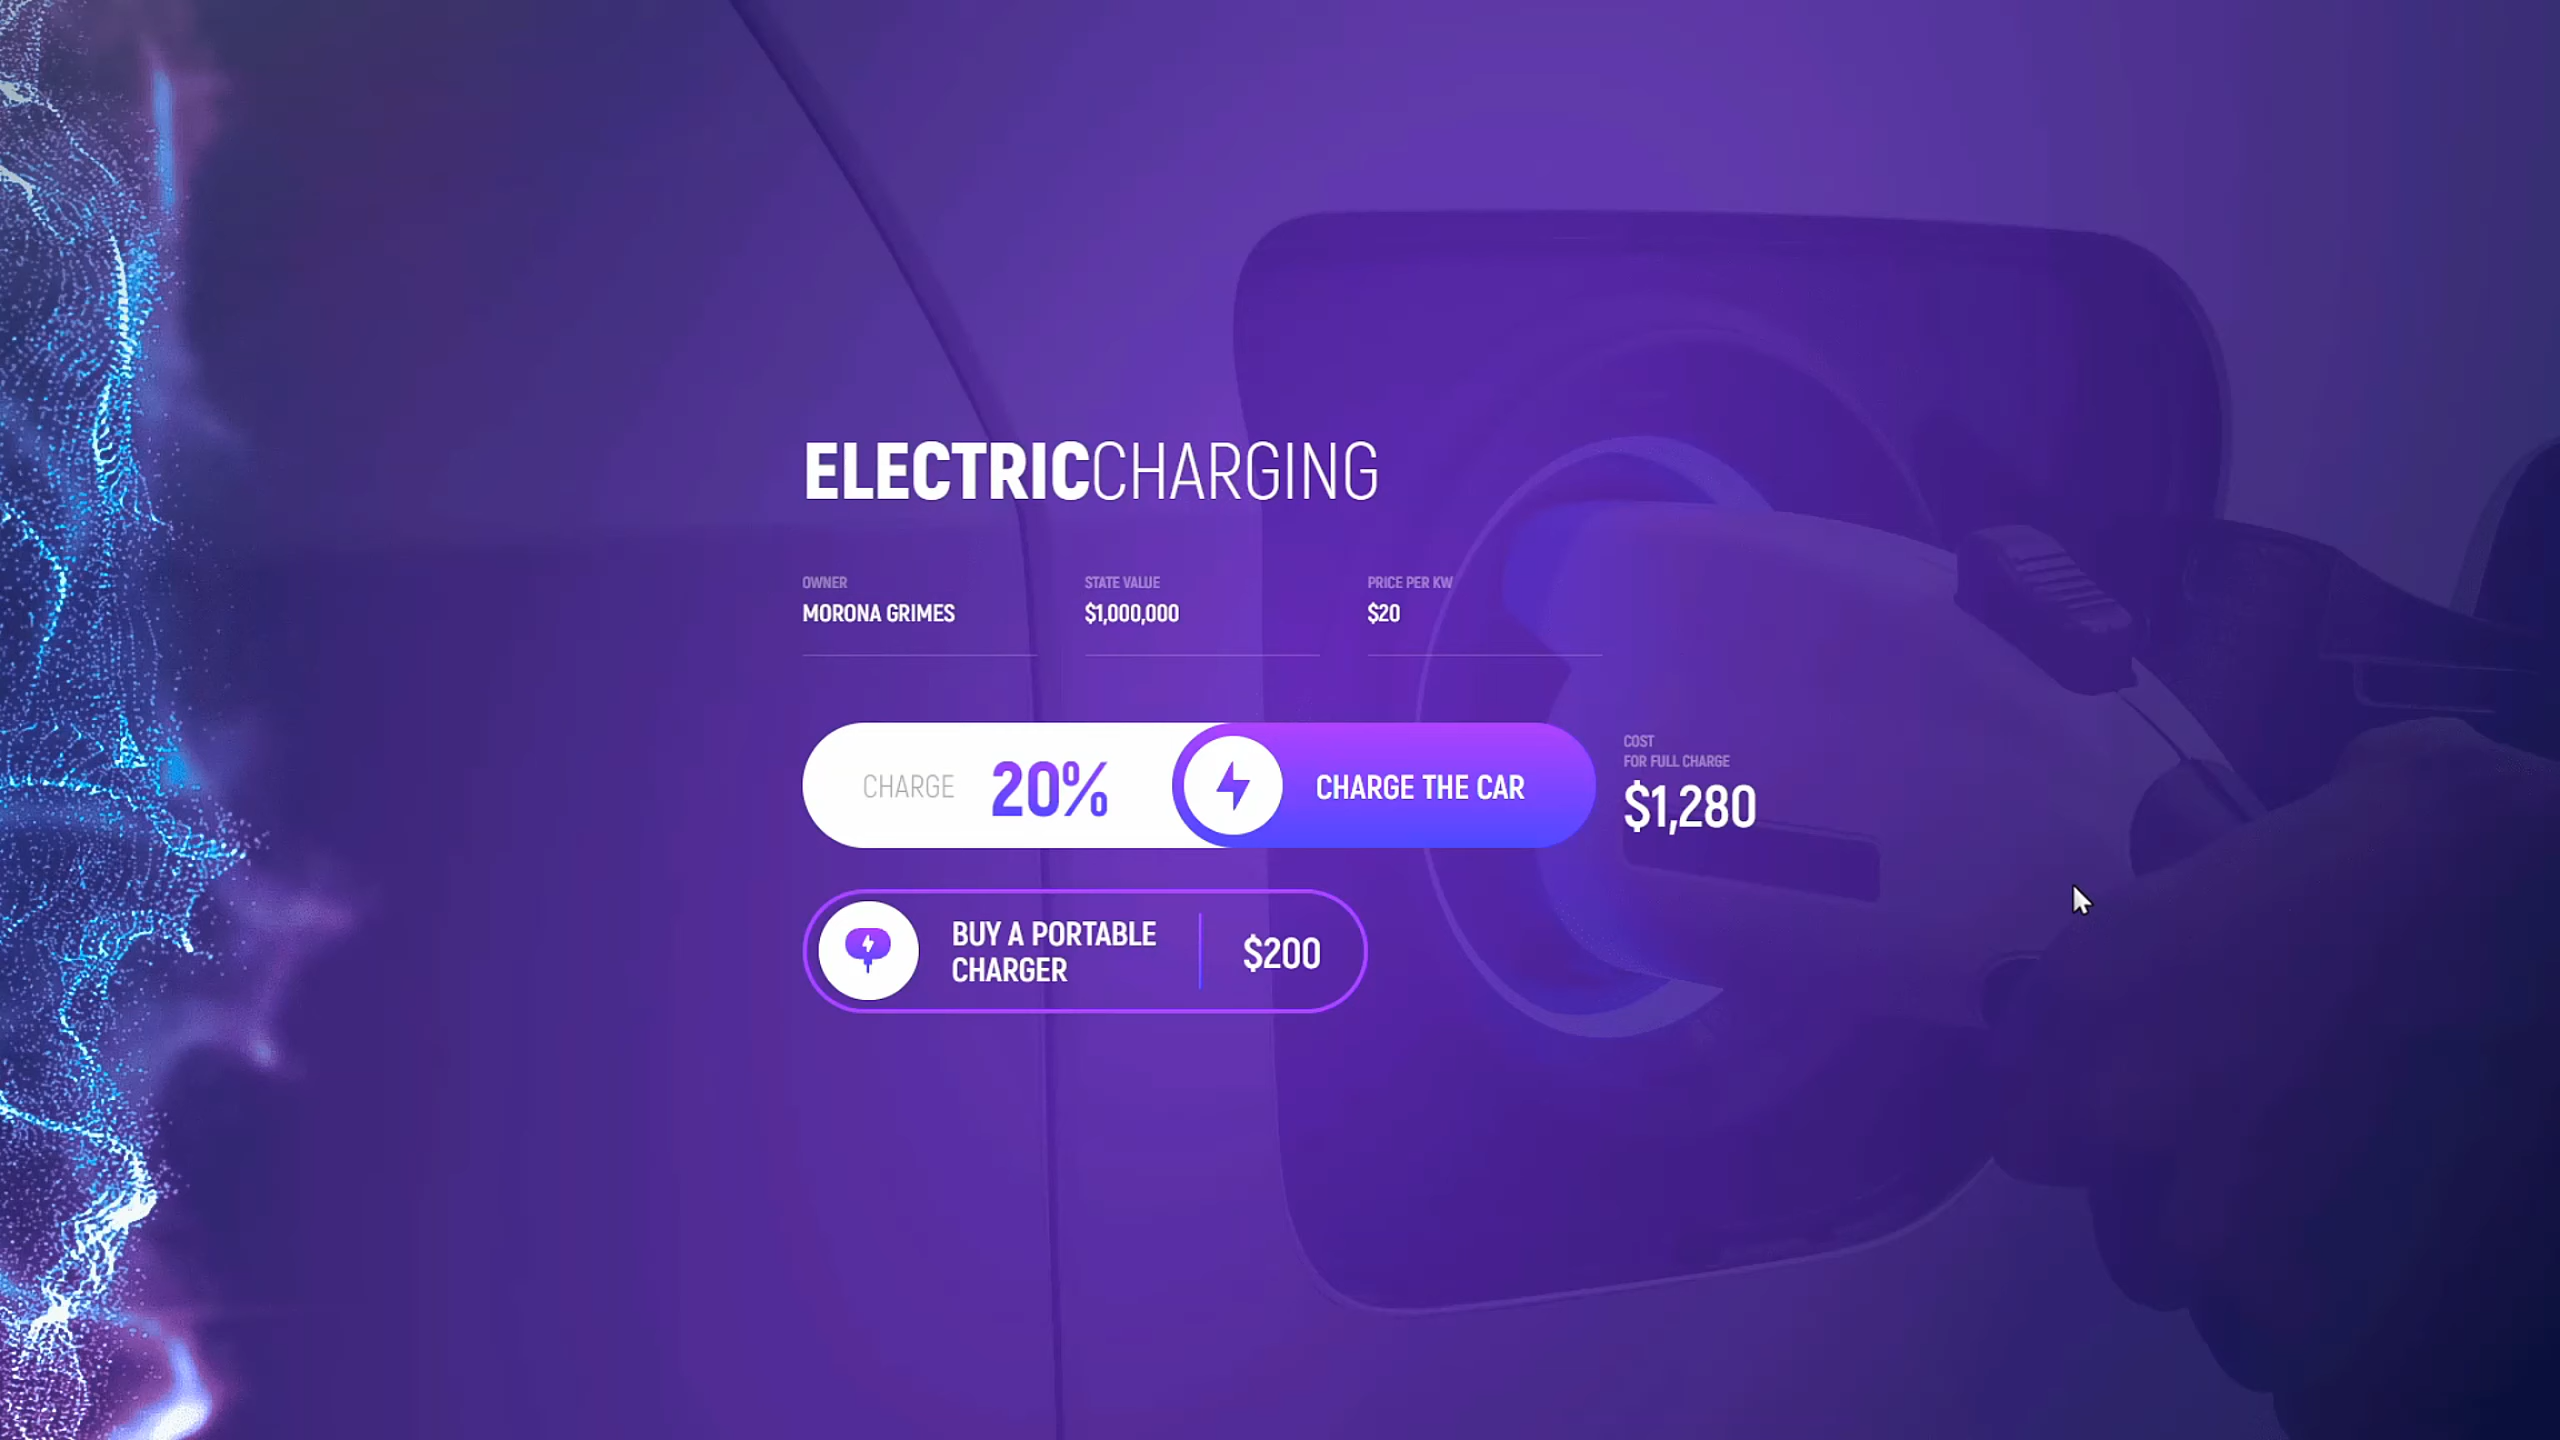 ELECTRICCHARGING
OWNER
MORONA GRIMES
STATE VALUE
$1,000,000
PRICE PER KW
$20
CHARGE 20%
CHARGE THE CAR
COST
FOR FULL CHARGE
$1,280
BUY A PORTABLE
CHARGER
$200